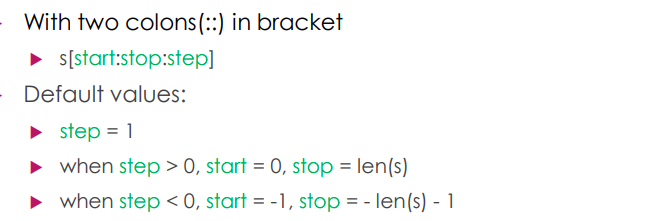 With two colons(::) in bracket
s[start:stop:step]
Default values:
step = 1
when step > 0, start = 0, stop = len(s)
when step < 0, start = -1, stop = - len(s) - 1